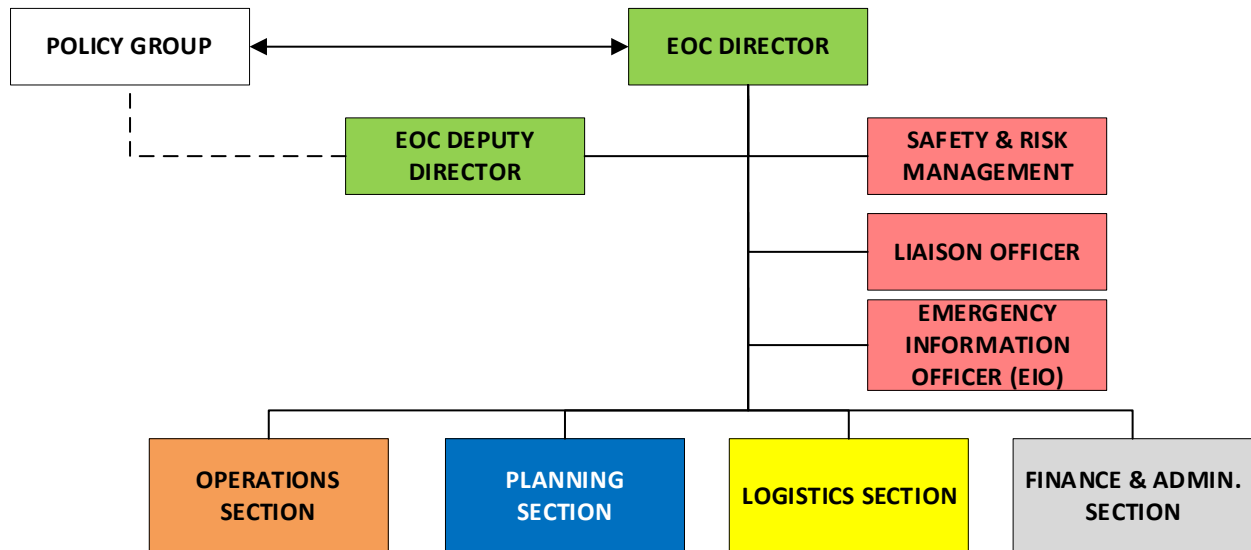 POLICY GROUP
EOC DIRECTOR
EOC DEPUTY
DIRECTOR
SAFETY & RISK
MANAGEMENT
LIAISON OFFICER
EMERGENCY
INFORMATION
OFFICER (EIO)
OPERATIONS
SECTION
PLANNING
SECTION
LOGISTICS SECTION
FINANCE & ADMIN.
SECTION